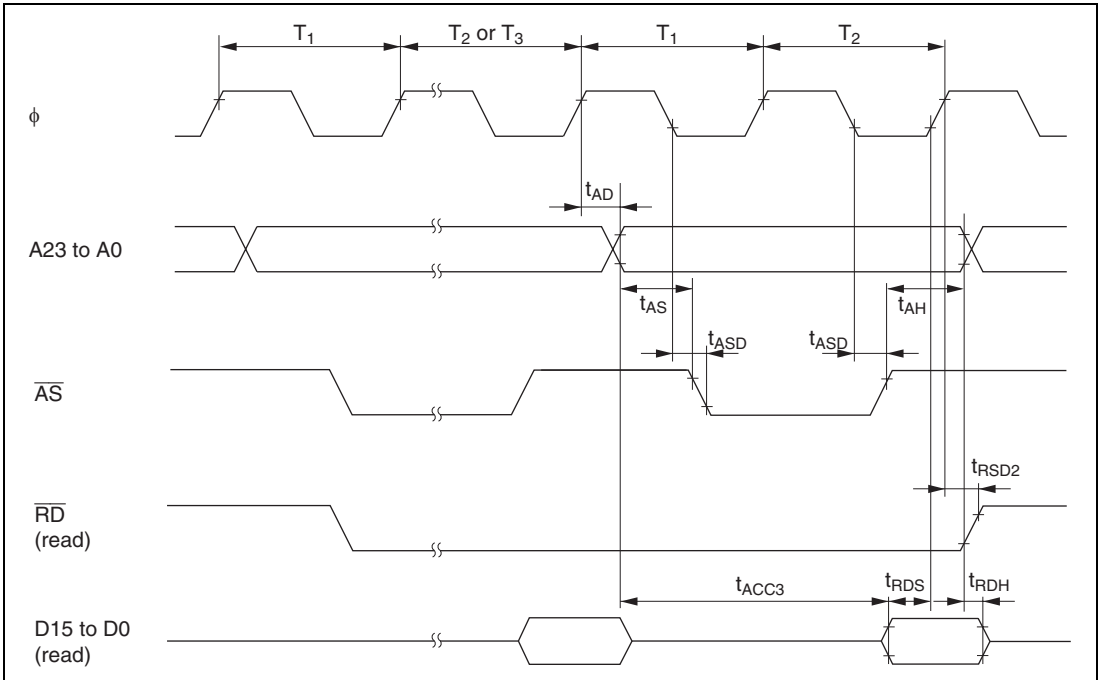 T1 T2 or T3 T1 T2
ϕ
tAD
A23 to A0
tAS tAH
tASD tASD
AS
tRSD2
RD
(read)
tACC3 tRDS tRDH
D15 to D0
(read)